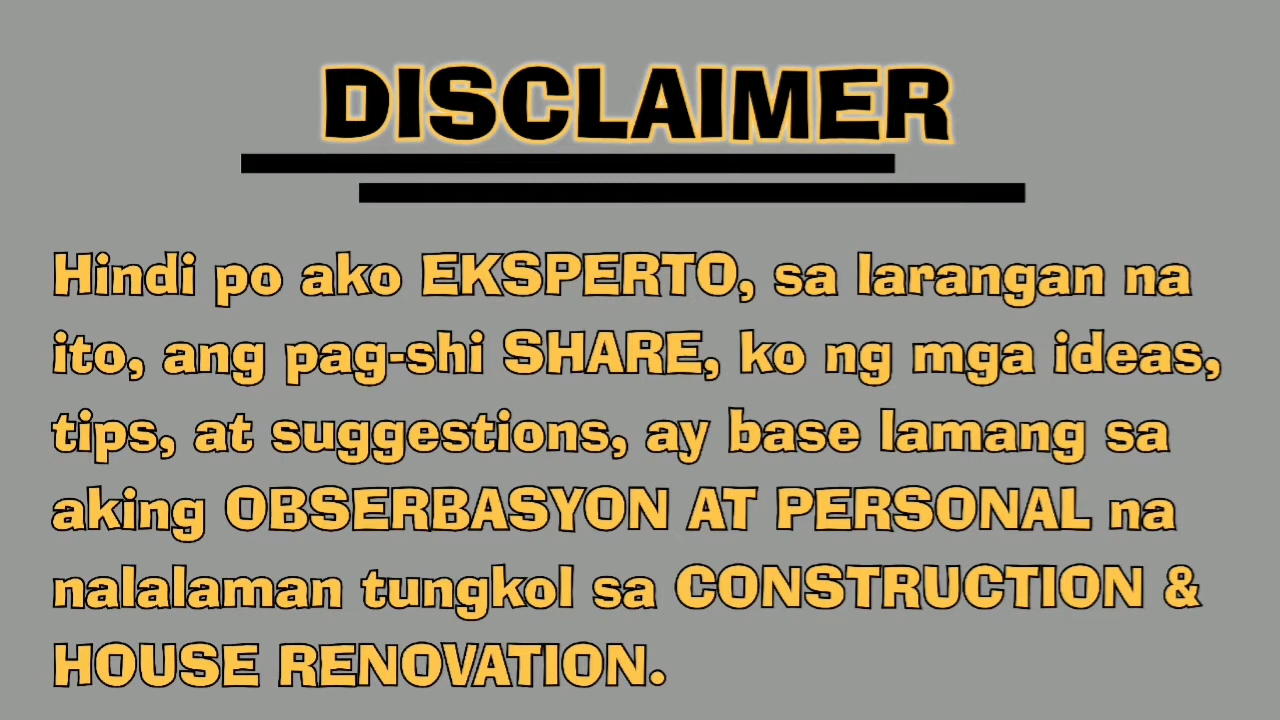 DISCLAIMER
Hindi po ako EKSPERTO, sa larangan na
ito, ang pag-shi SHARE, ko ng mga ideas,
tips, at suggestions, ay base lamang sa
aking OBSERBASYON AT PERSONAL na
nalalaman tungkol sa CONSTRUCTION &
HOUSE RENOVATION.